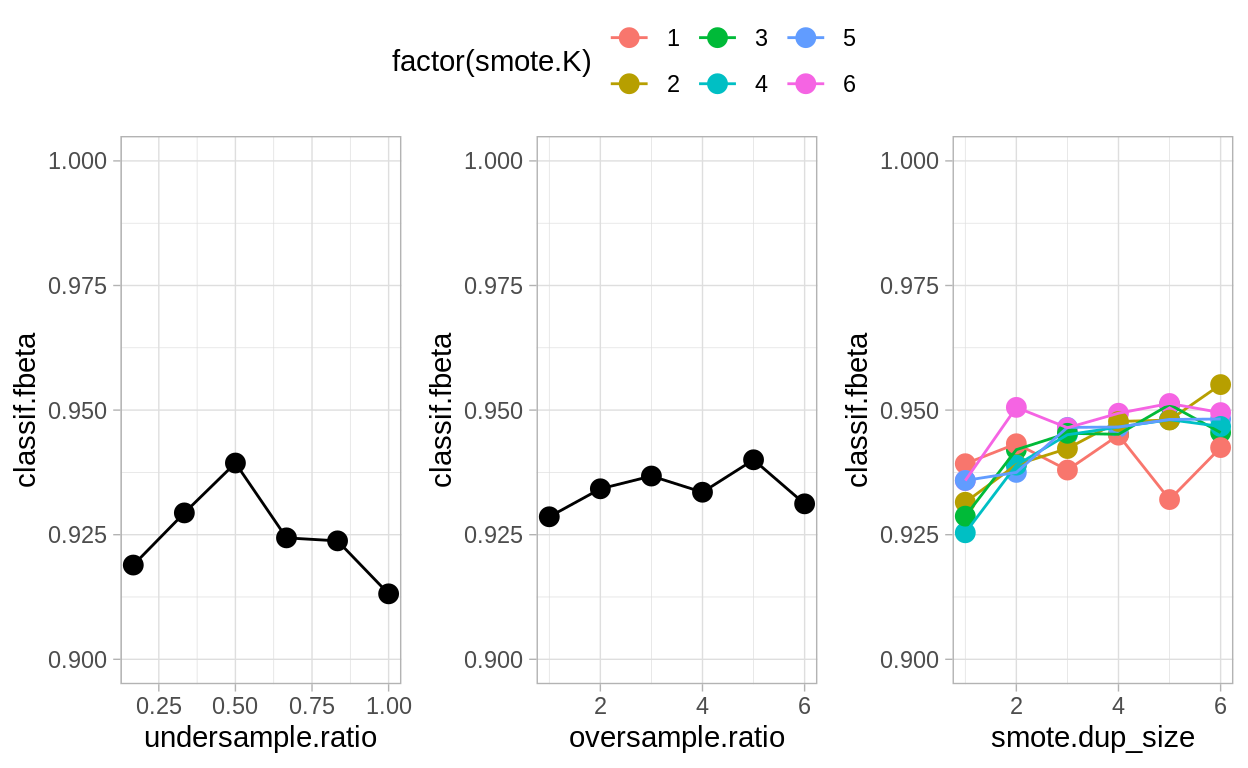 factor(smote.K) 1 3 5
2 4 6
1.000
0.975
0.950
0.925
0.900
classif.fbeta
0.25 0.50 0.75 1.00
undersample.ratio
1.000
0.975
0.950
0.925
0.900
classif.fbeta
2 4 6
oversample.ratio
1.000
0.975
0.950
0.925
0.900
classif.fbeta
2 4 6
smote.dup_size